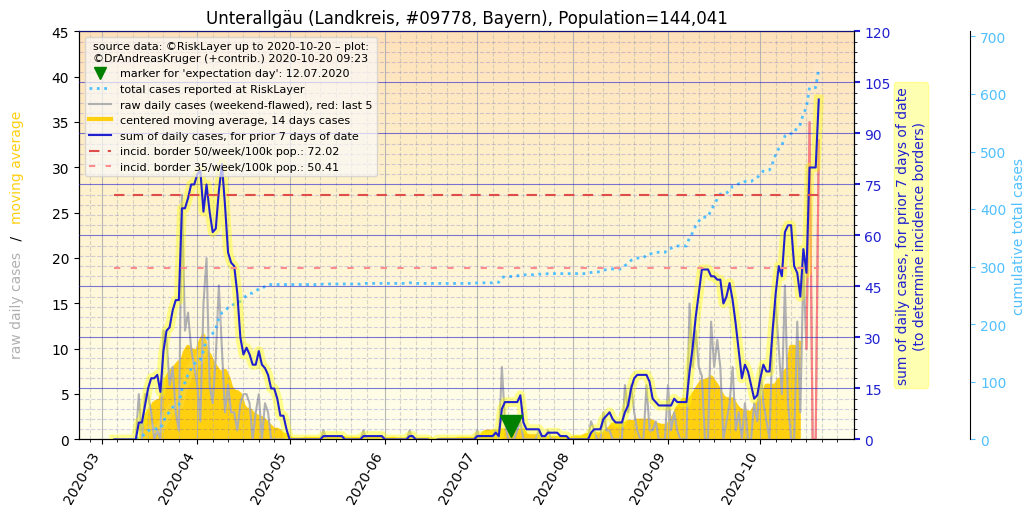 Unterallgäu (Landkreis, #09778, Bayern), Population=144,041
source data: ©RiskLayer up to 2020-10-20 – plot:
©DrAndreasKruger (+contrib.) 2020-10-20 09:23
marker for 'expectation day': 12.07.2020
total cases reported at RiskLayer
raw daily cases (weekend-flawed), red: last 5
centered moving average, 14 days cases
sum of daily cases, for prior 7 days of date
incid. border 50/week/100k pop.: 72.02
incid. border 35/week/100k pop.: 50.41
raw daily cases / moving average
45
40
35
30
25
20
15
10
5
0
2020-03
2020-04
2020-05
2020-06
2020-07
2020-08
2020-09
2020-10
120
105
90
75
60
45
30
15
0
sum of daily cases, for prior 7 days of date
(to determine incidence borders)
700
600
500
400
300
200
100
0
cumulative total cases